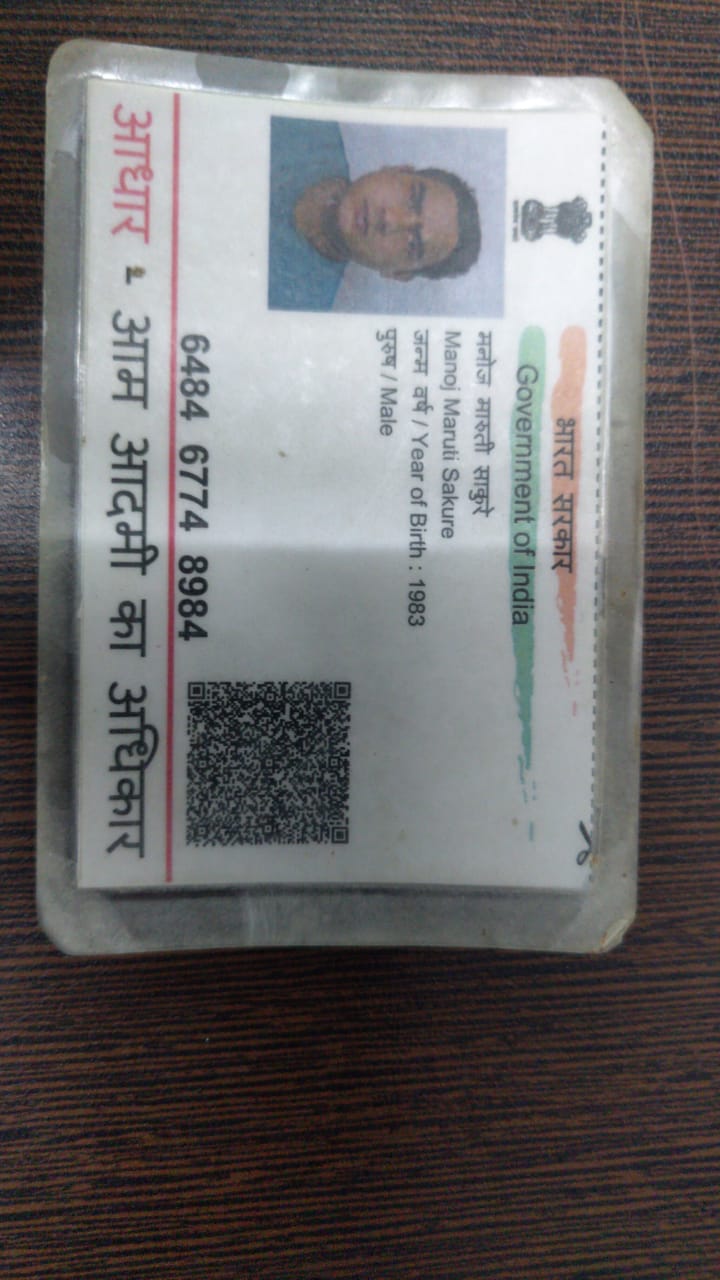 भारत सरकार
Government of India
मनोज मारुती साकुरे
Manoj Maruti Sakure
जन्म वर्ष / Year of Birth : 1983
पुरुष / Male
6484 6774 8984
आधार - आम आदमी का अधिकार